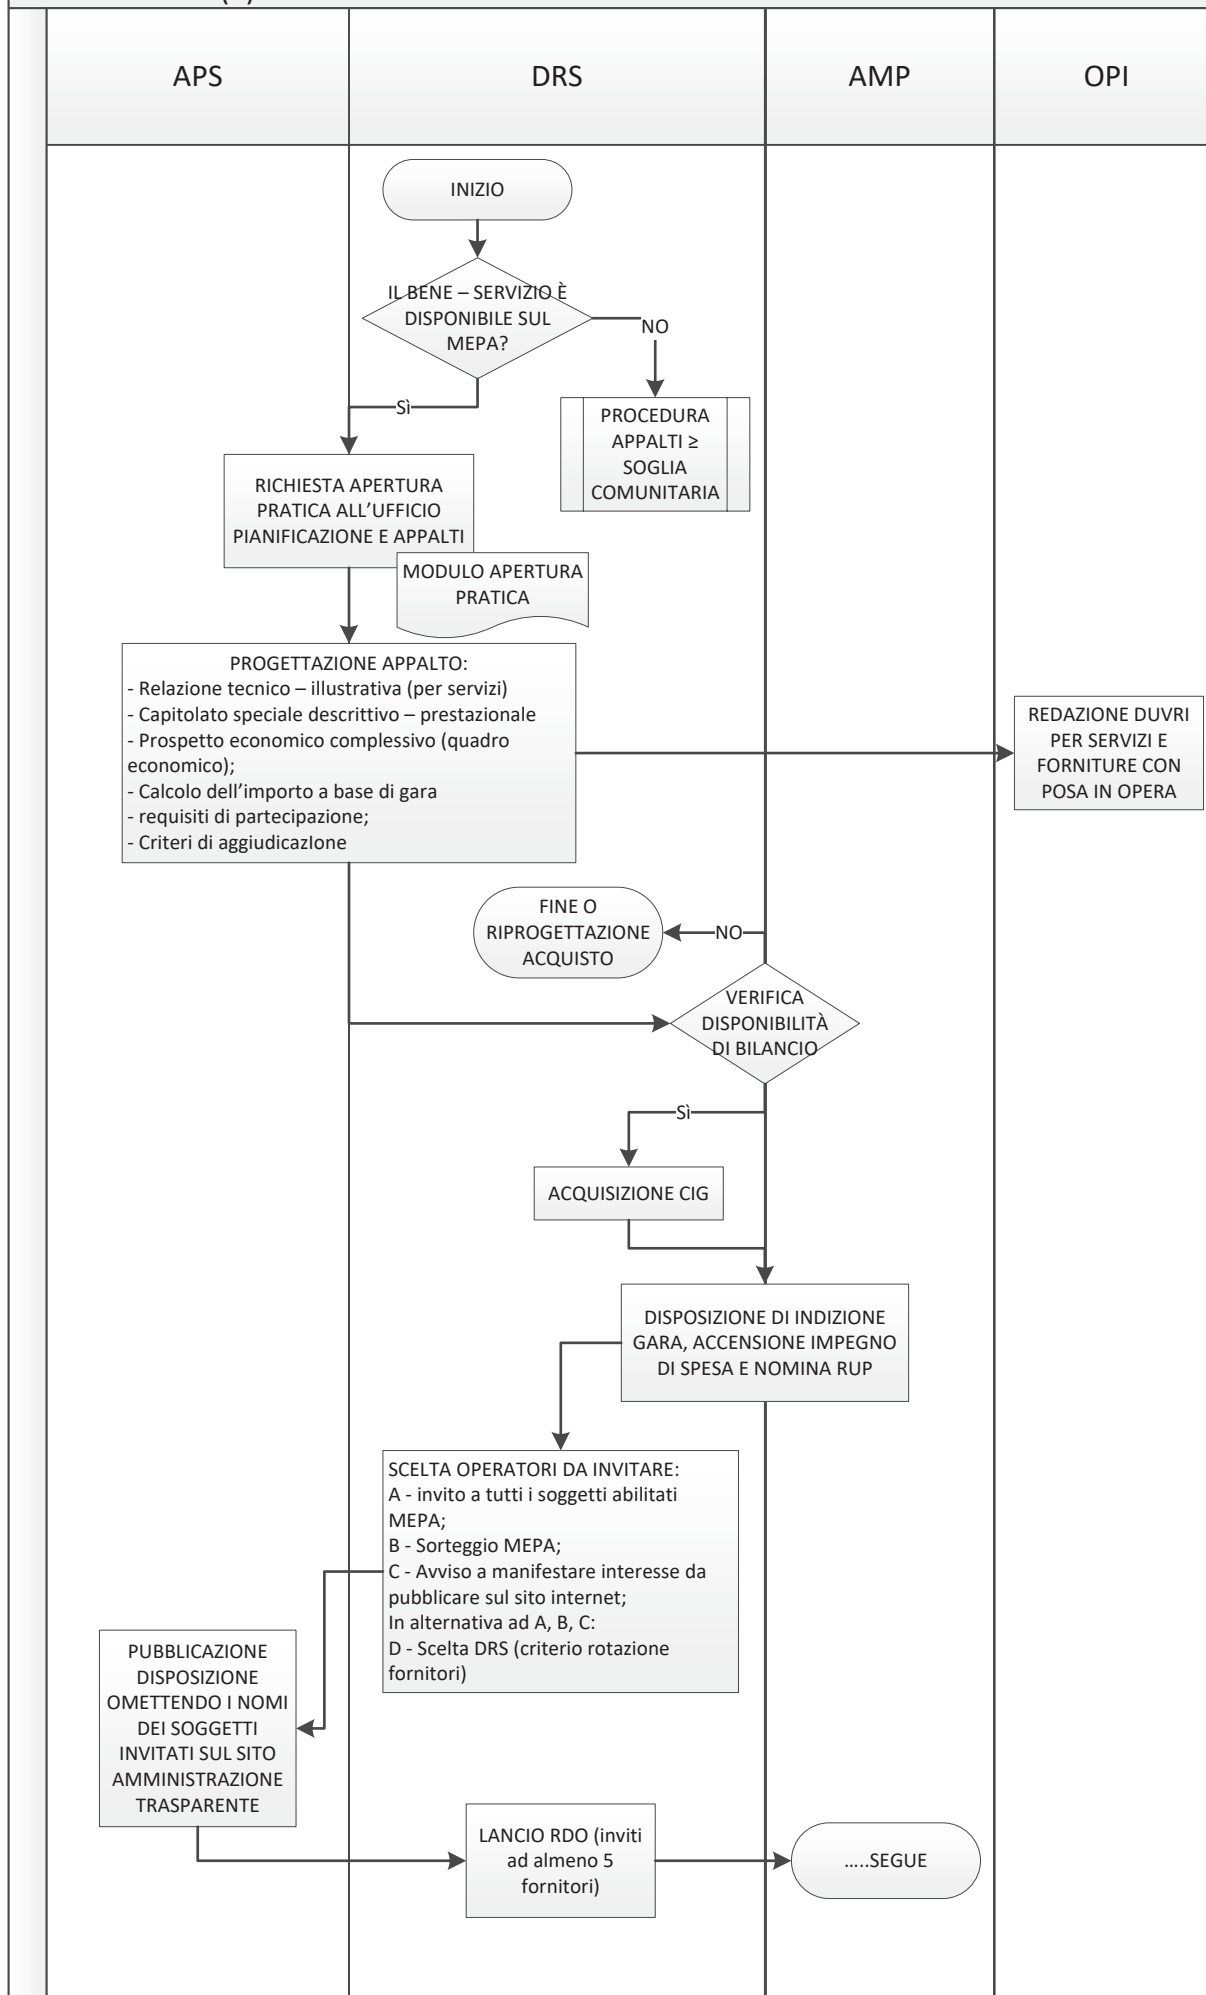 APS
DRS
AMP
OPI
INIZIO
IL BENE – SERVIZIO È
DISPONIBILE SUL
MEPA?
NO
Sì
PROCEDURA
APPALTI ≥
SOGLIA
COMUNITARIA
RICHIESTA APERTURA
PRATICA ALL’UFFICIO
PIANIFICAZIONE E APPALTI
MODULO APERTURA
PRATICA
PROGETTAZIONE APPALTO:
- Relazione tecnico – illustrativa (per servizi)
- Capitolato speciale descrittivo – prestazionale
- Prospetto economico complessivo (quadro
economico);
- Calcolo dell’importo a base di gara
- requisiti di partecipazione;
- Criteri di aggiudicazIone
REDAZIONE DUVRI
PER SERVIZI E
FORNITURE CON
POSA IN OPERA
FINE O
RIPROGETTAZIONE
ACQUISTO
NO
VERIFICA
DISPONIBILITÀ
DI BILANCIO
Sì
ACQUISIZIONE CIG
DISPOSIZIONE DI INDIZIONE
GARA, ACCENSIONE IMPEGNO
DI SPESA E NOMINA RUP
SCELTA OPERATORI DA INVITARE:
A - invito a tutti i soggetti abilitati
MEPA;
B - Sorteggio MEPA;
C - Avviso a manifestare interesse da
pubblicare sul sito internet;
In alternativa ad A, B, C:
D - Scelta DRS (criterio rotazione
fornitori)
PUBBLICAZIONE
DISPOSIZIONE
OMETTENDO I NOMI
DEI SOGGETTI
INVITATI SUL SITO
AMMINISTRAZIONE
TRASPARENTE
LANCIO RDO (inviti
ad almeno 5
fornitori)
…..SEGUE